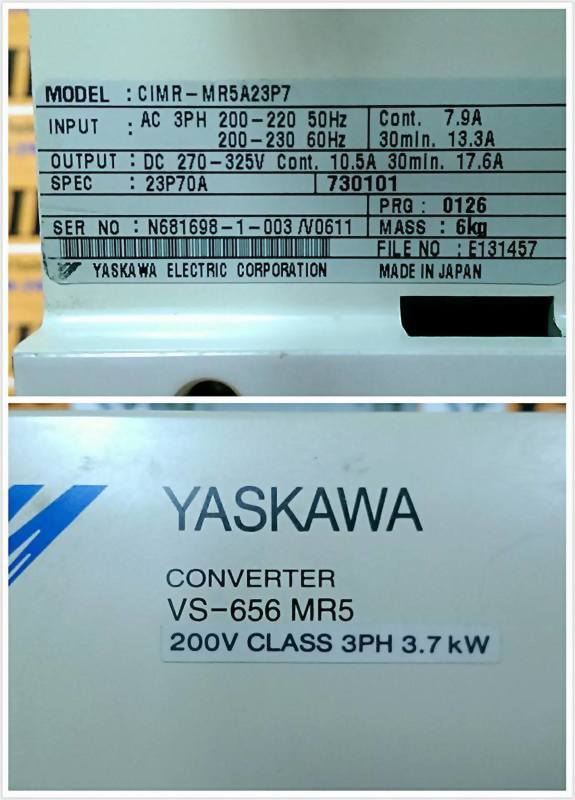 MODEL : CIMR-MR5A23P7
INPUT : AC 3PH 200-220 50Hz Cont. 7.9A
200-230 60Hz 30min. 13.3A
OUTPUT : DC 270-325V Cont. 10.5A 30min. 17.6A
SPEC : 23P70A 730101
PRG : 0126
SER NO : N681698-1-003/V0611 MASS : 6kg
FILE NO : E131457
YASKAWA ELECTRIC CORPORATION MADE IN JAPAN
YASKAWA
CONVERTER
VS-656 MR5
200V CLASS 3PH 3.7 kW